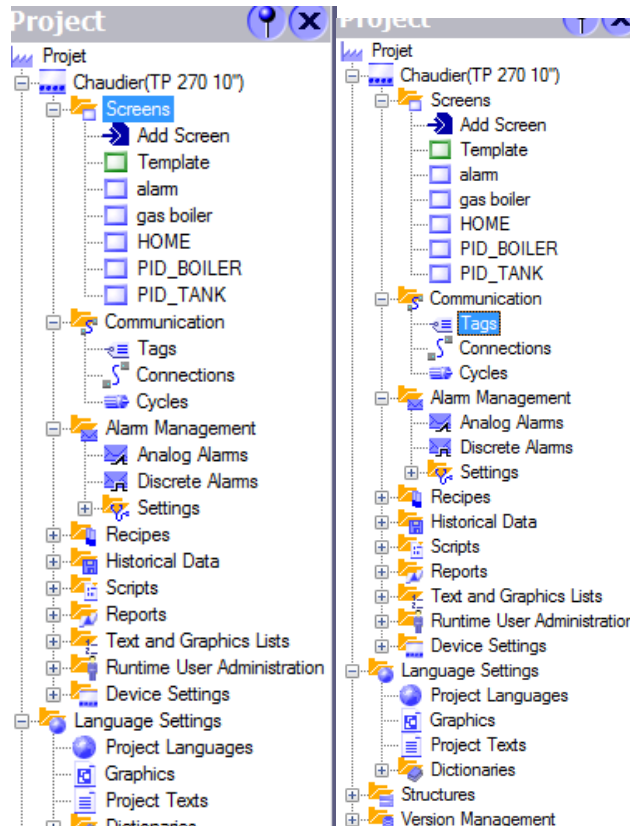 Project
Projet
Chaudier(TP 270 10")
Screens
Add Screen
Template
alarm
gas boiler
HOME
PID_BOILER
PID_TANK
Communication
Tags
Connections
Cycles
Alarm Management
Analog Alarms
Discrete Alarms
Settings
Recipes
Historical Data
Scripts
Reports
Text and Graphics Lists
Runtime User Administration
Device Settings
Language Settings
Project Languages
Graphics
Project Texts
Dictionaries
Project
Projet
Chaudier(TP 270 10")
Screens
Add Screen
Template
alarm
gas boiler
HOME
PID_BOILER
PID_TANK
Communication
Tags
Connections
Cycles
Alarm Management
Analog Alarms
Discrete Alarms
Settings
Recipes
Historical Data
Scripts
Reports
Text and Graphics Lists
Runtime User Administration
Device Settings
Language Settings
Project Languages
Graphics
Project Texts
Dictionaries
Structures
Version Management